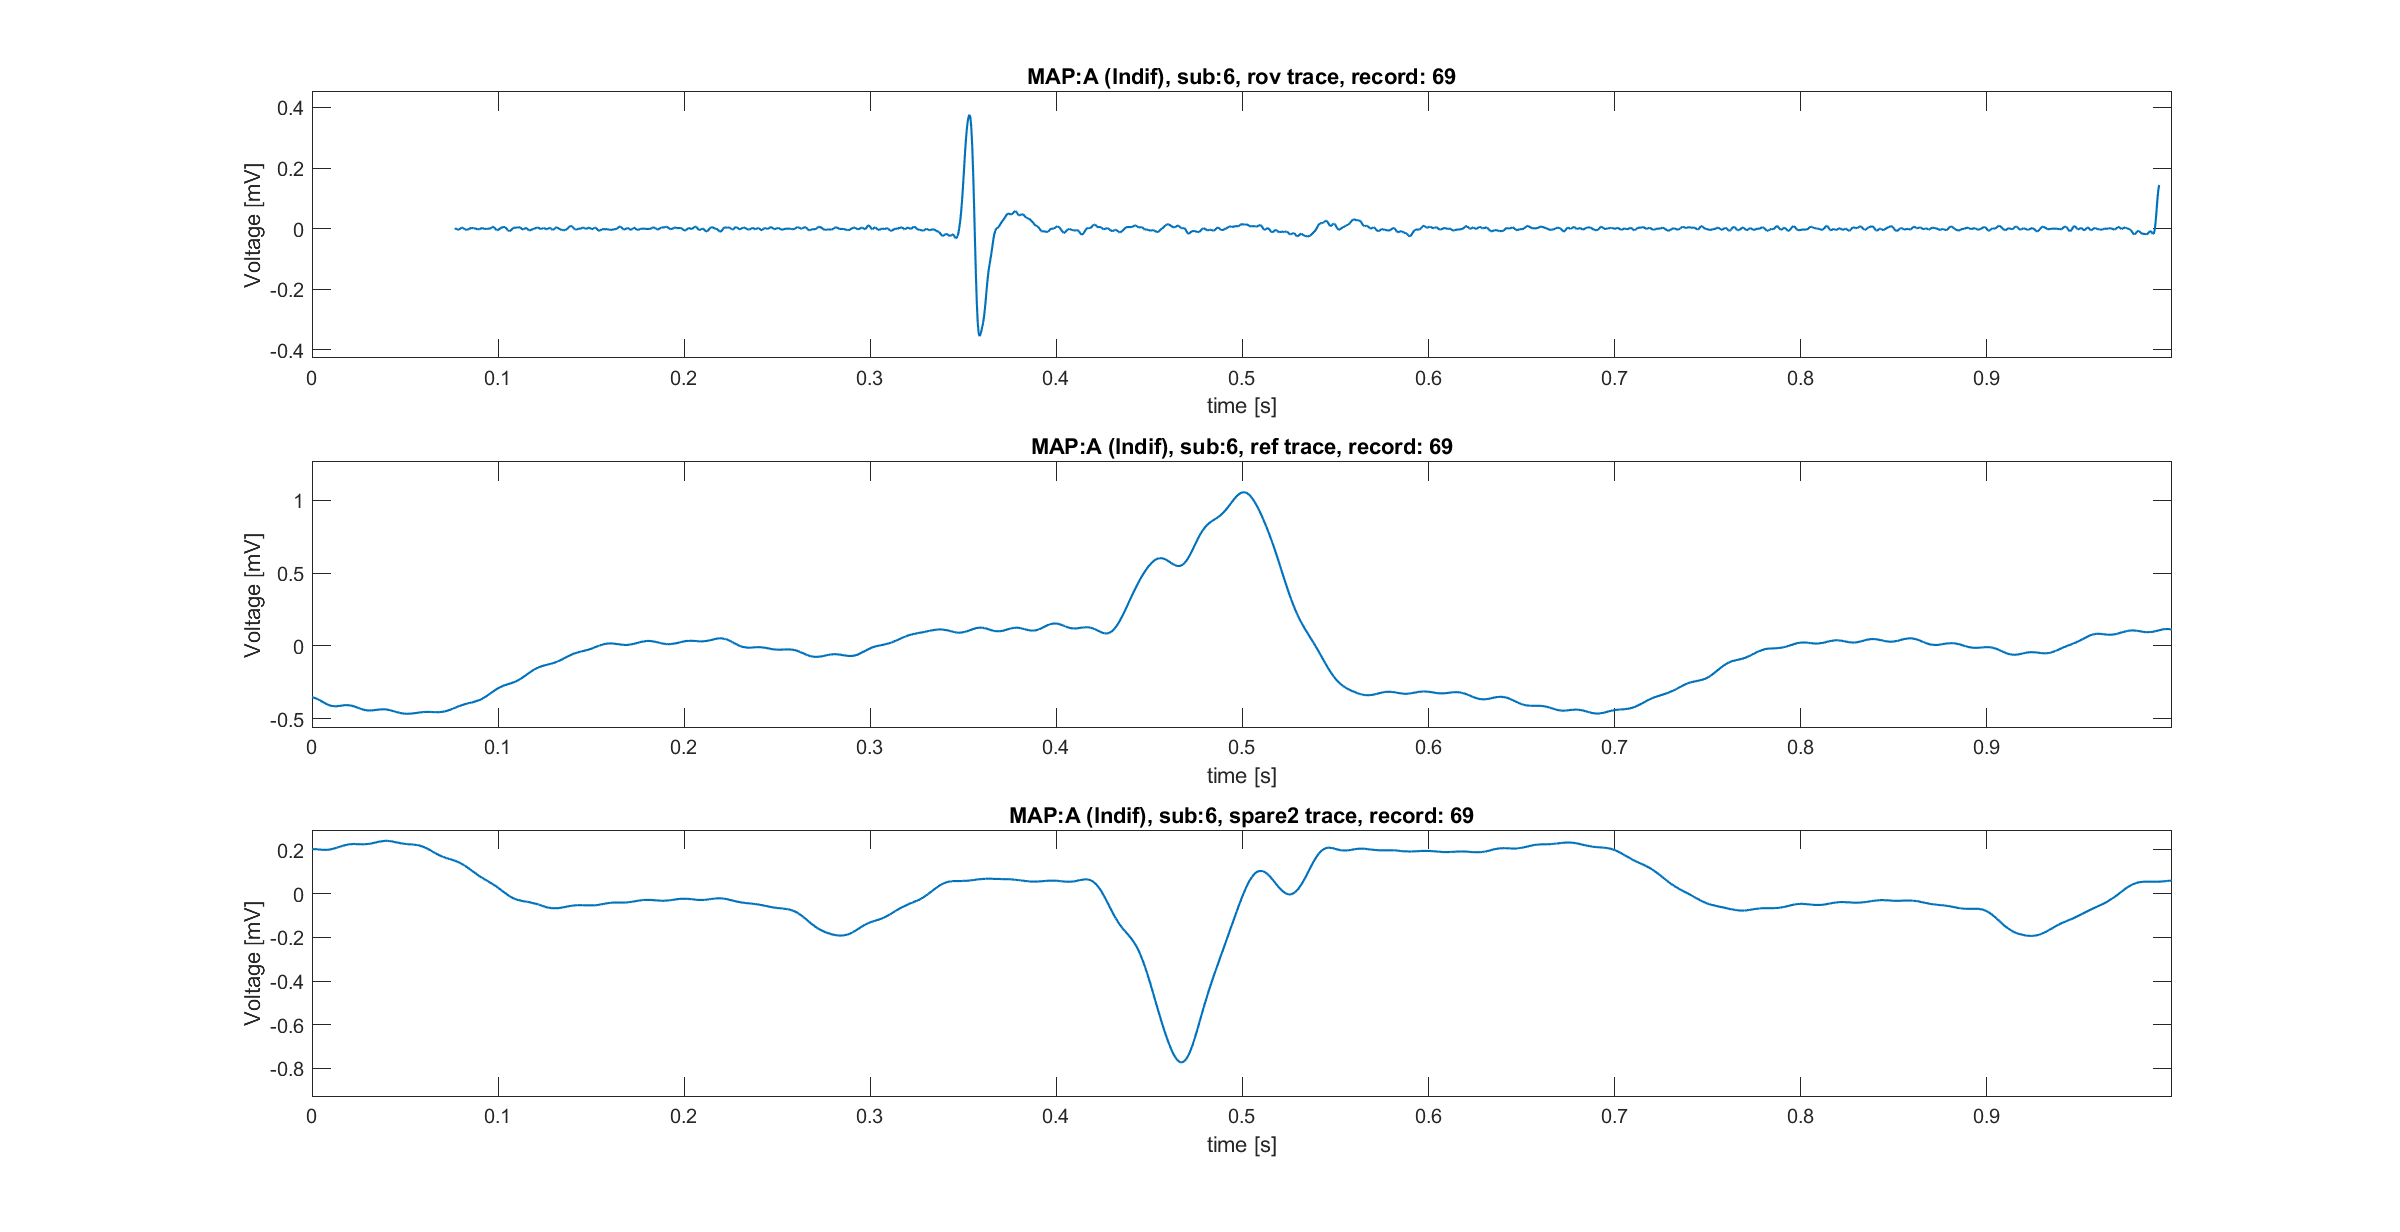 MAP:A (Indif), sub:6, rov trace, record: 69
0.4
0.2
0
-0.2
-0.4
Voltage [mV]
0 0.1 0.2 0.3 0.4 0.5 0.6 0.7 0.8 0.9
time [s]
MAP:A (Indif), sub:6, ref trace, record: 69
1
0.5
0
-0.5
Voltage [mV]
0 0.1 0.2 0.3 0.4 0.5 0.6 0.7 0.8 0.9
time [s]
MAP:A (Indif), sub:6, spare2 trace, record: 69
0.2
0
-0.2
-0.4
-0.6
-0.8
Voltage [mV]
0 0.1 0.2 0.3 0.4 0.5 0.6 0.7 0.8 0.9
time [s]